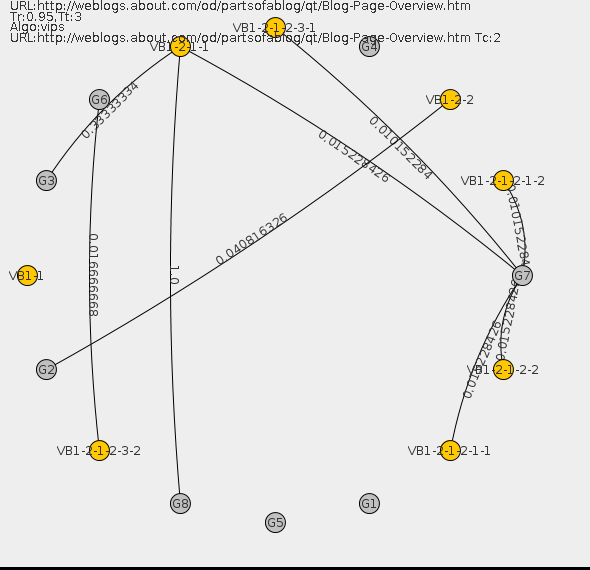 URL:http://weblogs.about.com/od/partsofablog/qt/Blog-Page-Overview.htm
Tr:0.95,Tt:3
Algo:vips
URL:http://weblogs.about.com/od/partsofablog/qt/Blog-Page-Overview.htm Tc:2
VB1-2-1-2-3-1
VB1-2-1-1
G4
G6
VB1-2-2
0.33333334
0.010152284
0.015228426
G3
VB1-2-1-2-1-2
0.010152284
0.040816326
VB1-1
1.0
G7
0.016666668
0.015228426
G2
VB1-2-1-2-2
VB1-2-1-2-3-2
VB1-2-1-2-1-1
G8
G1
G5